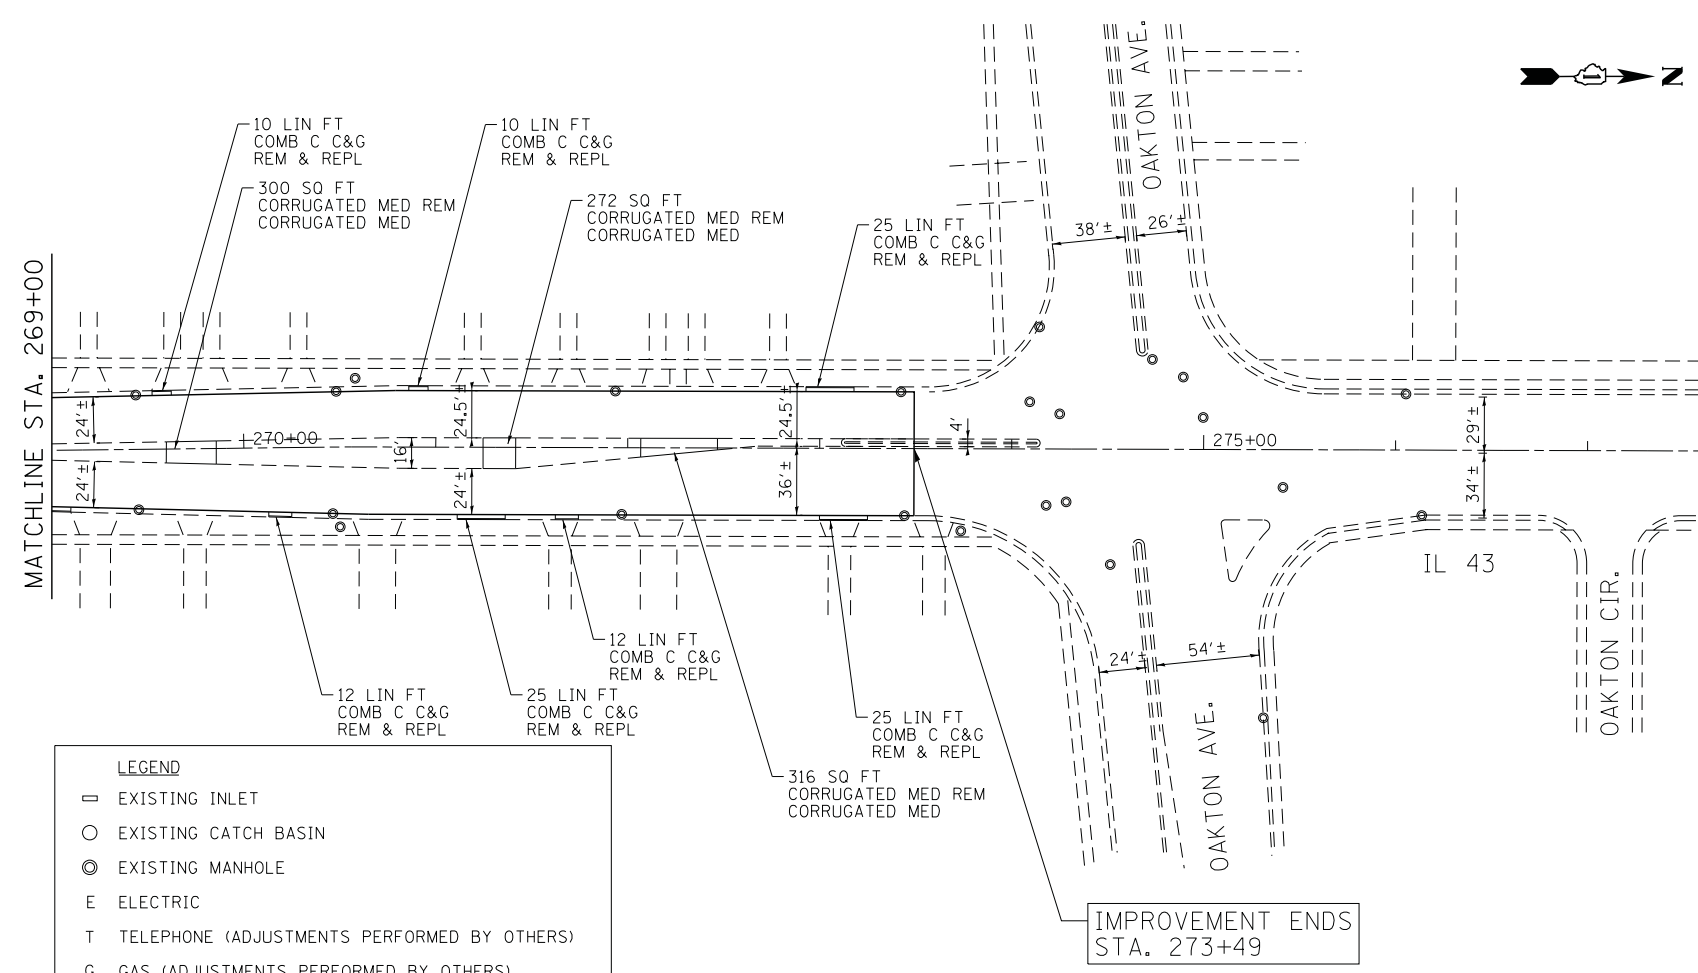 OAKTON AVE.
N
10 LIN FT
COMB C C&G
REM & REPL
10 LIN FT
COMB C C&G
REM & REPL
300 SQ FT
CORRUGATED MED REM
CORRUGATED MED
272 SQ FT
CORRUGATED MED REM
CORRUGATED MED
25 LIN FT
COMB C C&G
REM & REPL
38'±
26'±
MATCHLINE STA. 269+00
24'±
24'±
270+00
16'
24.5'±
24'±
24.5'±
36'±
4'
275+00
29'±
34'±
IL 43
OAKTON CIR.
24'±
54'±
OAKTON AVE.
12 LIN FT
COMB C C&G
REM & REPL
25 LIN FT
COMB C C&G
REM & REPL
12 LIN FT
COMB C C&G
REM & REPL
25 LIN FT
COMB C C&G
REM & REPL
316 SQ FT
CORRUGATED MED REM
CORRUGATED MED
IMPROVEMENT ENDS
STA. 273+49
LEGEND
EXISTING INLET
EXISTING CATCH BASIN
EXISTING MANHOLE
E ELECTRIC
T TELEPHONE (ADJUSTMENTS PERFORMED BY OTHERS)
G GAS (ADJUSTMENTS PERFORMED BY OTHERS)